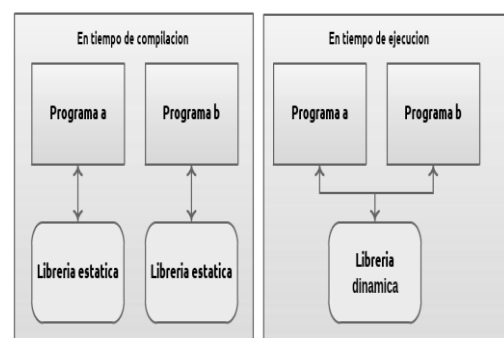 En tiempo de compilacion
Programa a
Programa b
Libreria estatica
Libreria estatica
En tiempo de ejecucion
Programa a
Programa b
Libreria
dinamica